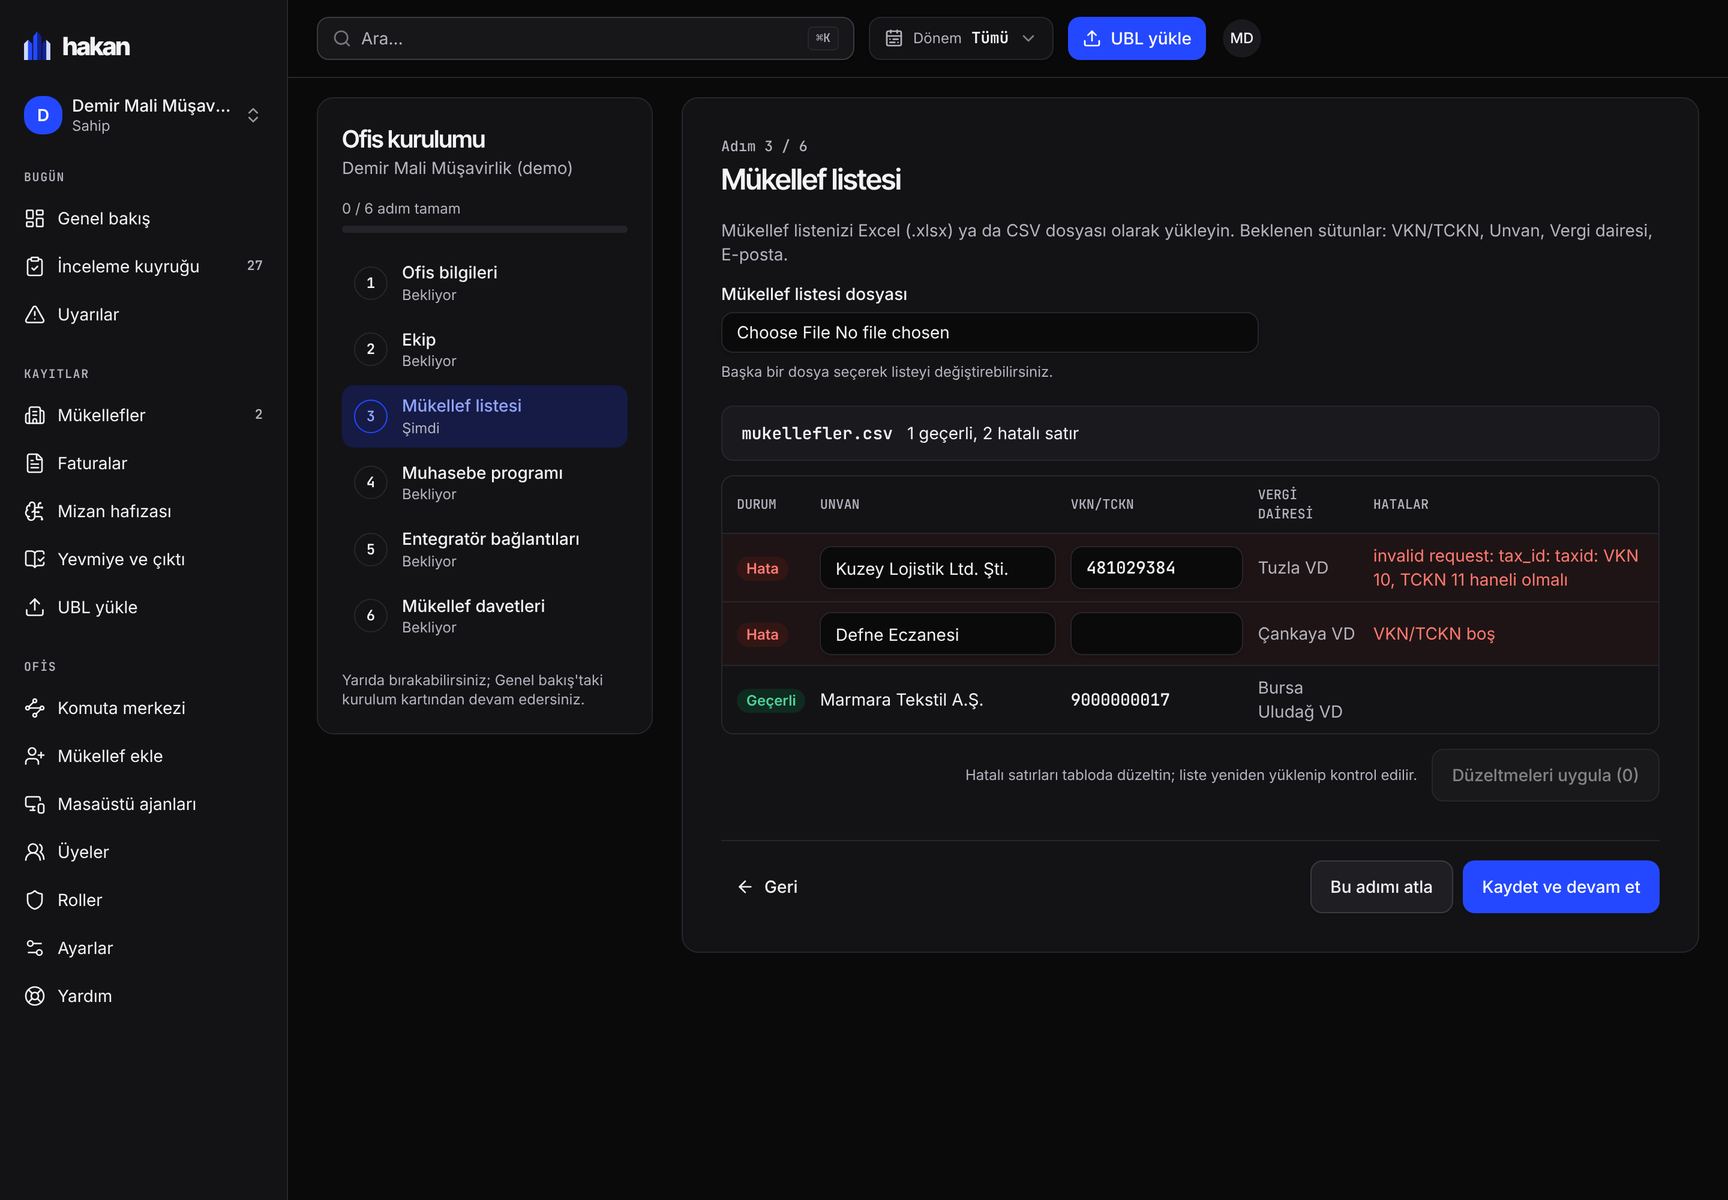 hakan
D
Demir Mali Müşav...
Sahip
BUGÜN
Genel bakış
İnceleme kuyruğu 27
Uyarılar
KAYITLAR
Mükellefler 2
Faturalar
Mizan hafızası
Yevmiye ve çıktı
UBL yükle
OFİS
Komuta merkezi
Mükellef ekle
Masaüstü ajanları
Üyeler
Roller
Ayarlar
Yardım
Ara... ⌘K
Dönem Tümü
UBL yükle
MD
Ofis kurulumu
Demir Mali Müşavirlik (demo)
0 / 6 adım tamam
1 Ofis bilgileri
Bekliyor
2 Ekip
Bekliyor
3 Mükellef listesi
Şimdi
4 Muhasebe programı
Bekliyor
5 Entegratör bağlantıları
Bekliyor
6 Mükellef davetleri
Bekliyor
Yarıda bırakabilirsiniz; Genel bakış'taki
kurulum kartından devam edersiniz.
Adım 3 / 6
Mükellef listesi
Mükellef listenizi Excel (.xlsx) ya da CSV dosyası olarak yükleyin. Beklenen sütunlar: VKN/TCKN, Unvan, Vergi dairesi,
E-posta.
Mükellef listesi dosyası
Choose File No file chosen
Başka bir dosya seçerek listeyi değiştirebilirsiniz.
mukellefler.csv 1 geçerli, 2 hatalı satır
DURUM UNVAN VKN/TCKN VERGİ DAİRESİ HATALAR
Hata Kuzey Lojistik Ltd. Şti. 481029384 Tuzla VD invalid request: tax_id: taxid: VKN
10, TCKN 11 haneli olmalı
Hata Defne Eczanesi Çankaya VD VKN/TCKN boş
Geçerli Marmara Tekstil A.Ş. 9000000017 Bursa
Uludağ VD
Hatalı satırları tabloda düzeltin; liste yeniden yüklenip kontrol edilir.
Düzeltmeleri uygula (0)
Geri
Bu adımı atla
Kaydet ve devam et